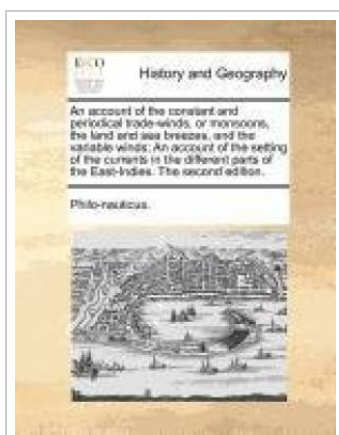 ECCO
History and Geography
An account of the constant and
periodical trade-winds, or monsoons,
the land and sea breezes, and the
variable winds: An account of the setting
of the currents in the different parts of
the East-Indies. The second edition.
Philo-nauticus.